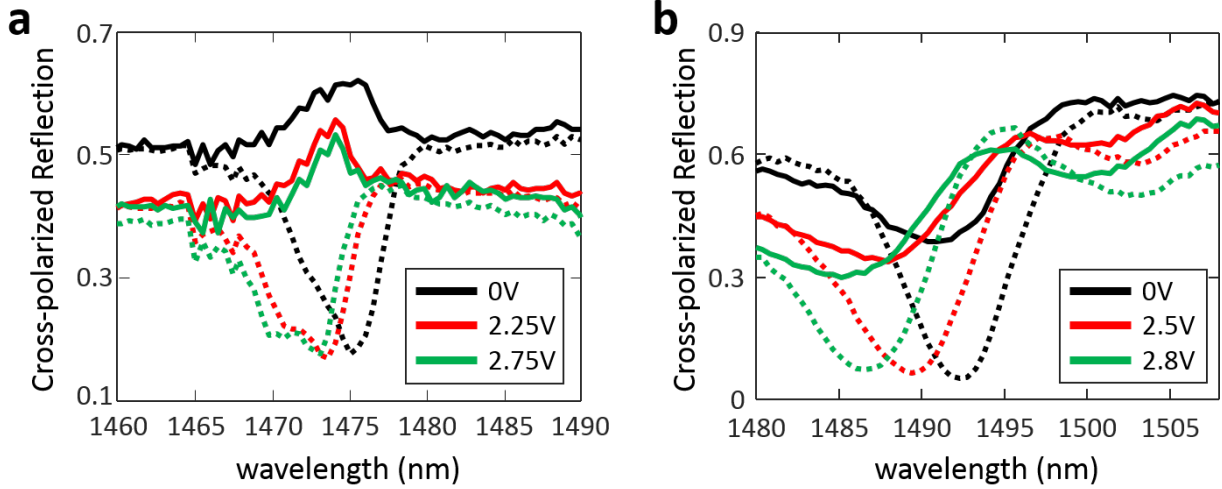 a
0.7
0.5
0.3
0.1
Cross-polarized Reflection
0V
2.25V
2.75V
1460 1465 1470 1475 1480 1485 1490
wavelength (nm)
b
0.9
0.6
0.3
0
Cross-polarized Reflection
0V
2.5V
2.8V
1480 1485 1490 1495 1500 1505
wavelength (nm)